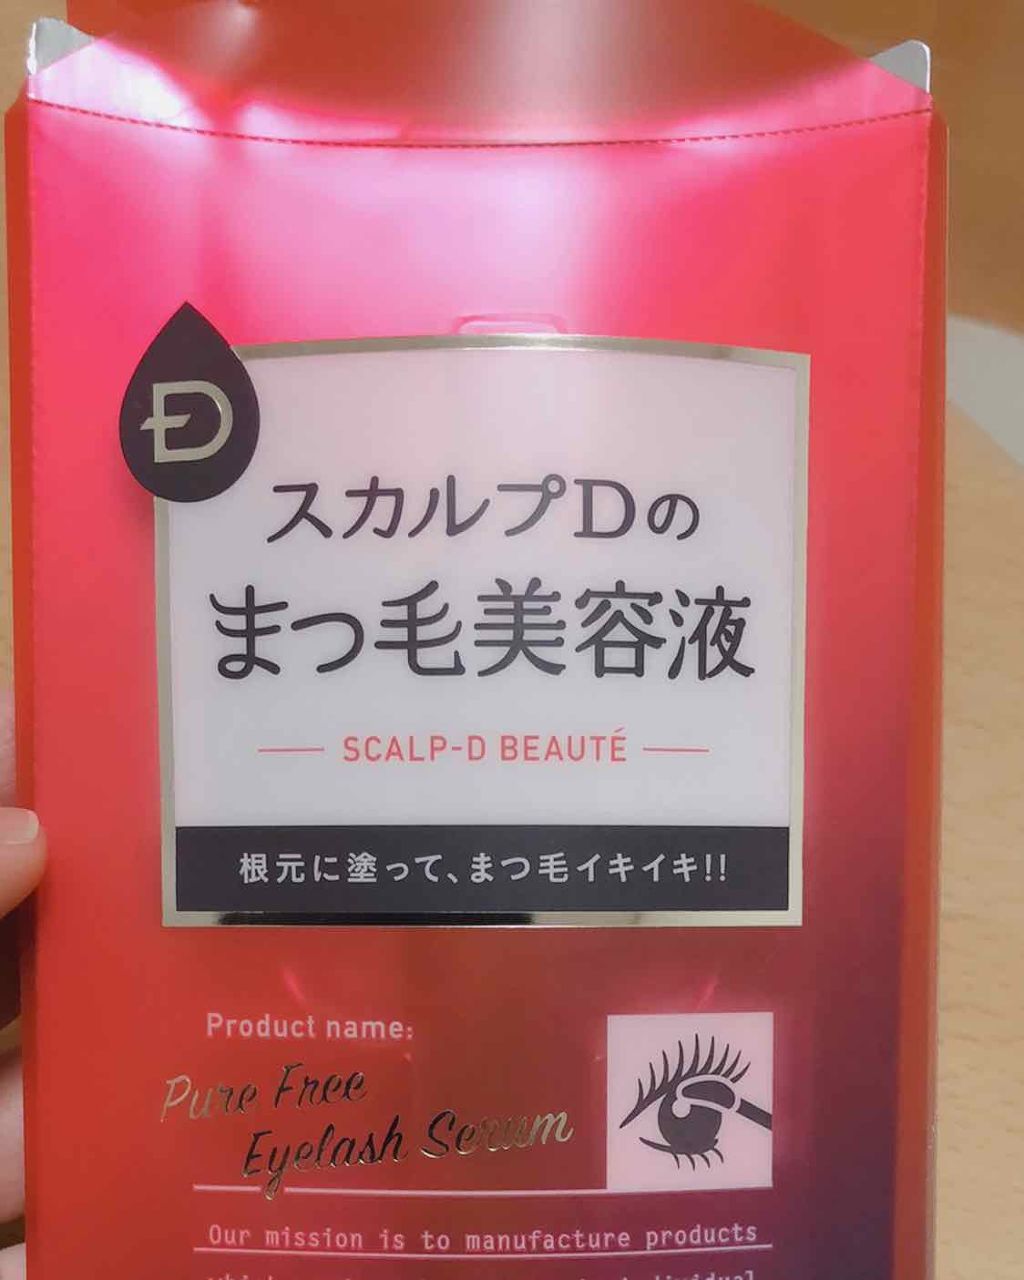 D
スカルプDの
まつ毛美容液
SCALP-D BEAUTÉ
根元に塗って、まつ毛イキイキ!!
Product name:
Pure Free
Eyelash Serum
Our mission is to manufacture products